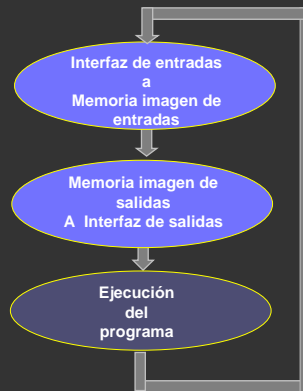 Interfaz de entradas
a
Memoria imagen de
entradas
Memoria imagen de
salidas
A Interfaz de salidas
Ejecución
del
programa